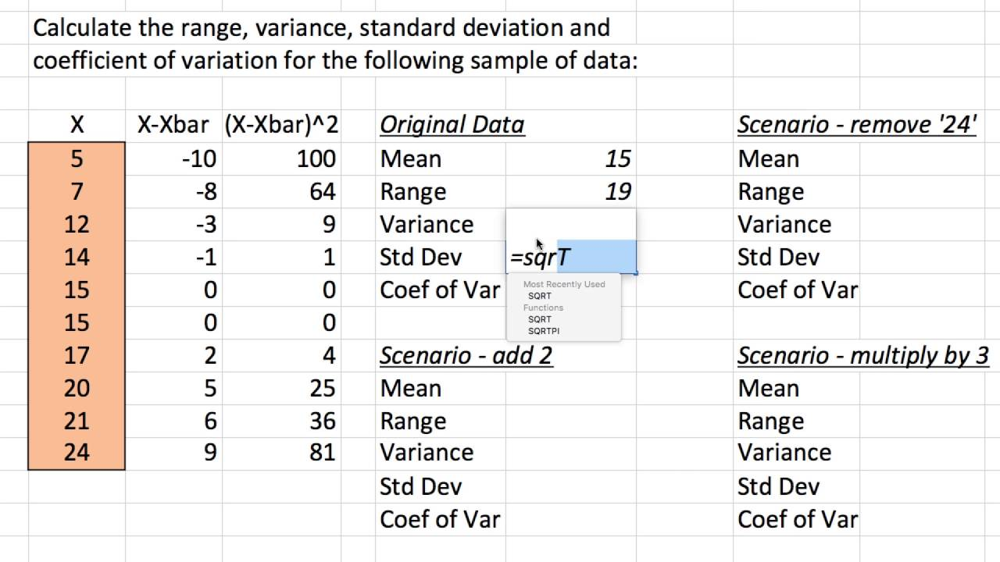 Calculate the range, variance, standard deviation and
coefficient of variation for the following sample of data:
X X-Xbar (X-Xbar)^2 Original Data Scenario - remove '24'
5 -10 100 Mean 15 Mean
7 -8 64 Range 19 Range
12 -3 9 Variance Variance
14 -1 1 Std Dev =sqrT Std Dev
15 0 0 Coef of Var Most Recently Used Coef of Var
SQRT
Functions
15 0 0 SQRT
SQRTPI
17 2 4 Scenario - add 2 Scenario - multiply by 3
20 5 25 Mean Mean
21 6 36 Range Range
24 9 81 Variance Variance
Std Dev Std Dev
Coef of Var Coef of Var